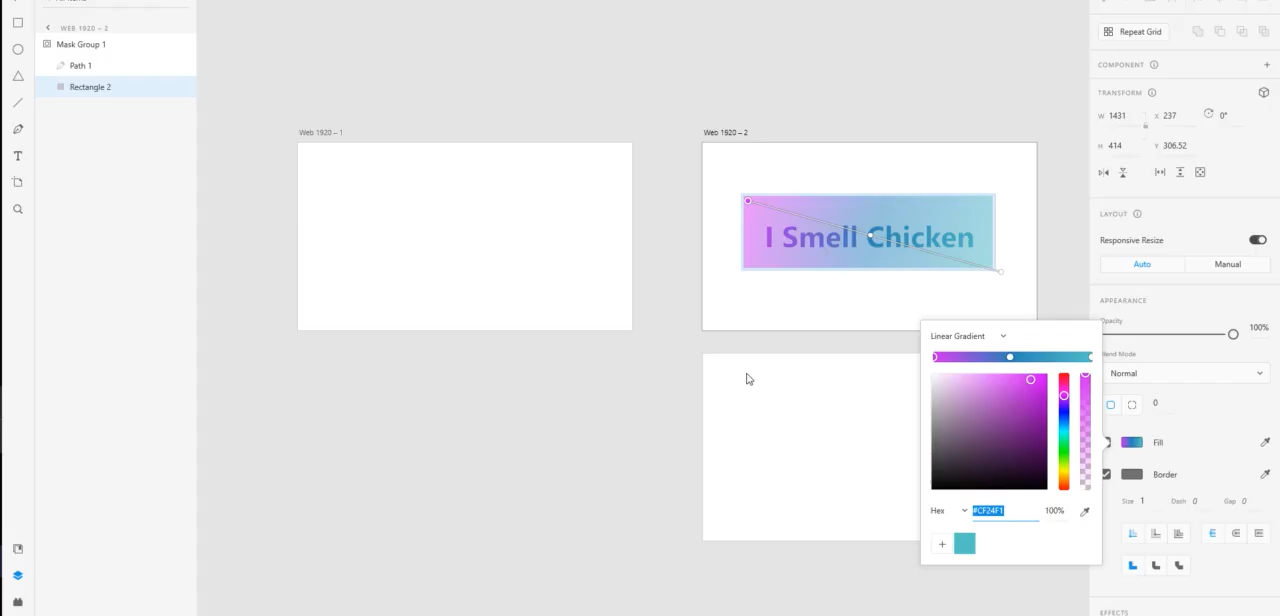 WEB 1920 – 2
Mask Group 1
Path 1
Rectangle 2
Web 1920 – 1
Web 1920 – 2
I Smell Chicken
Repeat Grid
COMPONENT
TRANSFORM
W 1431
X 237
0°
H 414
Y 306.52
LAYOUT
Responsive Resize
Auto
Manual
APPEARANCE
Opacity
100%
Blend Mode
Normal
0
Fill
Border
Size 1
Dash 0
Gap 0
EFFECTS
Linear Gradient
Hex
#CF24F1
100%